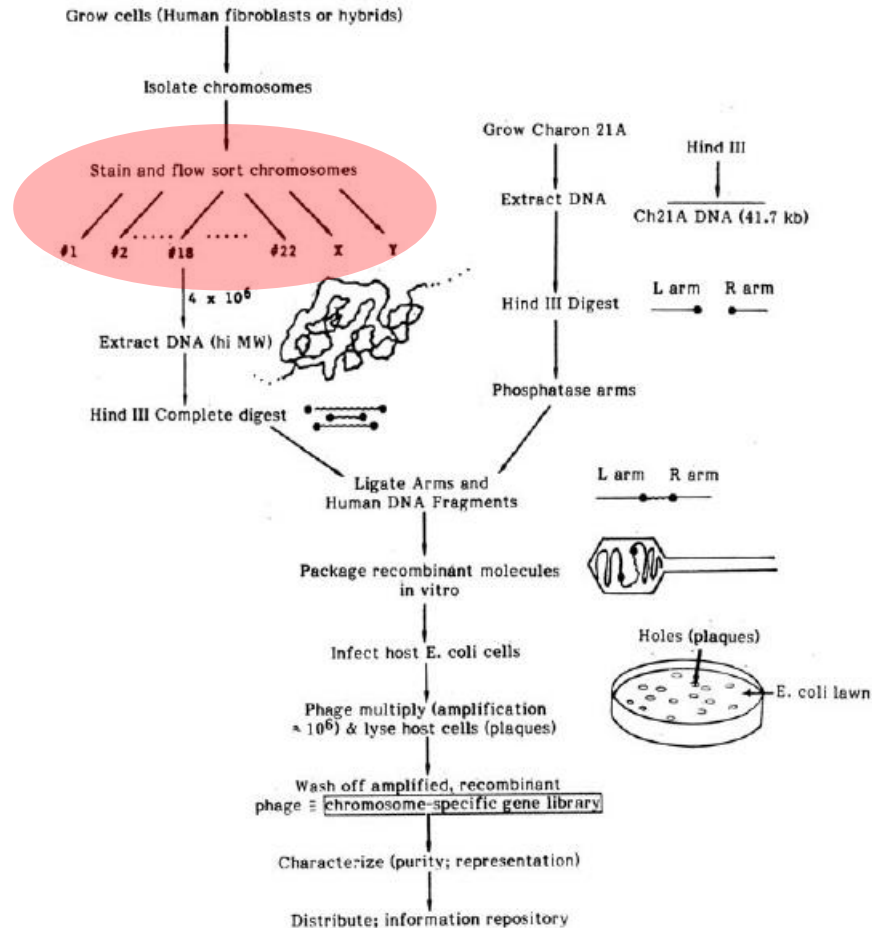 Grow cells (Human fibroblasts or hybrids)
Isolate chromosomes
Stain and flow sort chromosomes
#1 #2 ..... #18 ..... #22 X Y
4 x 10⁶
Extract DNA (hi MW)
Hind III Complete digest
Grow Charon 21A
Extract DNA
Hind III Digest
Phosphatase arms
Hind III
Ch21A DNA (41.7 kb)
L arm R arm
Ligate Arms and
Human DNA Fragments
L arm R arm
Package recombinant molecules
in vitro
Infect host E. coli cells
Holes (plaques)
E. coli lawn
Phage multiply (amplification
≈ 10⁶) & lyse host cells (plaques)
Wash off amplified, recombinant
phage ≡ chromosome-specific gene library
Characterize (purity; representation)
Distribute; information repository